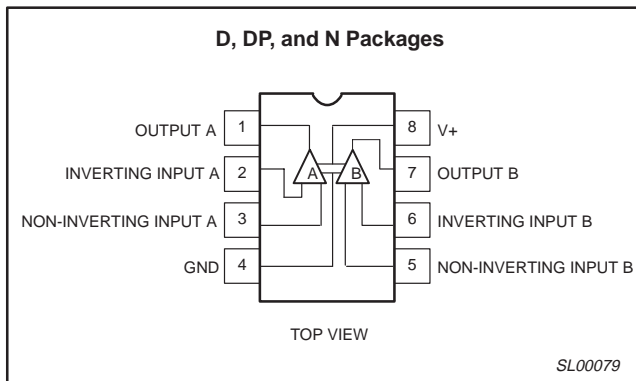 D, DP, and N Packages
OUTPUT A 1
INVERTING INPUT A 2
NON-INVERTING INPUT A 3
GND 4
A B
8 V+
7 OUTPUT B
6 INVERTING INPUT B
5 NON-INVERTING INPUT B
TOP VIEW
SL00079